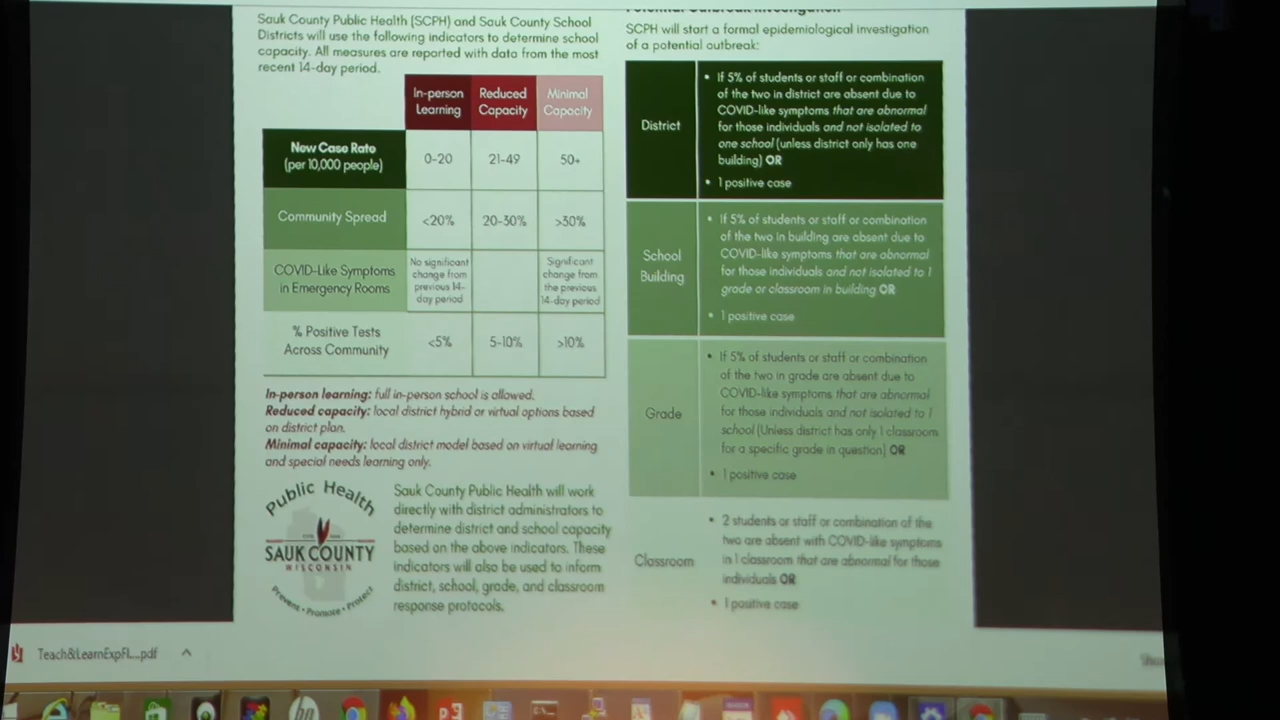 Sauk County Public Health (SCPH) and Sauk County School
Districts will use the following indicators to determine school
capacity. All measures are reported with data from the most
recent 14-day period.
In-person
Learning
Reduced
Capacity
Minimal
Capacity
New Case Rate
(per 10,000 people)
0-20
21-49
50+
Community Spread
<20%
20-30%
>30%
COVID-Like Symptoms
in Emergency Rooms
No significant
change from
previous 14-
day period
Significant
change from
the previous
14-day period
% Positive Tests
Across Community
<5%
5-10%
>10%
In-person learning: full in-person school is allowed.
Reduced capacity: local district hybrid or virtual options based
on district plan.
Minimal capacity: local district model based on virtual learning
and special needs learning only.
Public Health
SAUK COUNTY
WISCONSIN
Prevent • Promote • Protect
Sauk County Public Health will work
directly with district administrators to
determine district and school capacity
based on the above indicators. These
indicators will also be used to inform
district, school, grade, and classroom
response protocols.
Potential Outbreak Investigation
SCPH will start a formal epidemiological investigation
of a potential outbreak:
District
• If 5% of students or staff or combination
of the two in district are absent due to
COVID-like symptoms that are abnormal
for those individuals and not isolated to
one school (unless district only has one
building) OR
• 1 positive case
School
Building
• If 5% of students or staff or combination
of the two in building are absent due to
COVID-like symptoms that are abnormal
for those individuals and not isolated to 1
grade or classroom in building OR
• 1 positive case
Grade
• If 5% of students or staff or combination
of the two in grade are absent due to
COVID-like symptoms that are abnormal
for those individuals and not isolated to 1
school (Unless district has only 1 classroom
for a specific grade in question) OR
• 1 positive case
Classroom
• 2 students or staff or combination of the
two are absent with COVID-like symptoms
in 1 classroom that are abnormal for those
individuals OR
• 1 positive case
Teach&LearnExpFl....pdf
hp